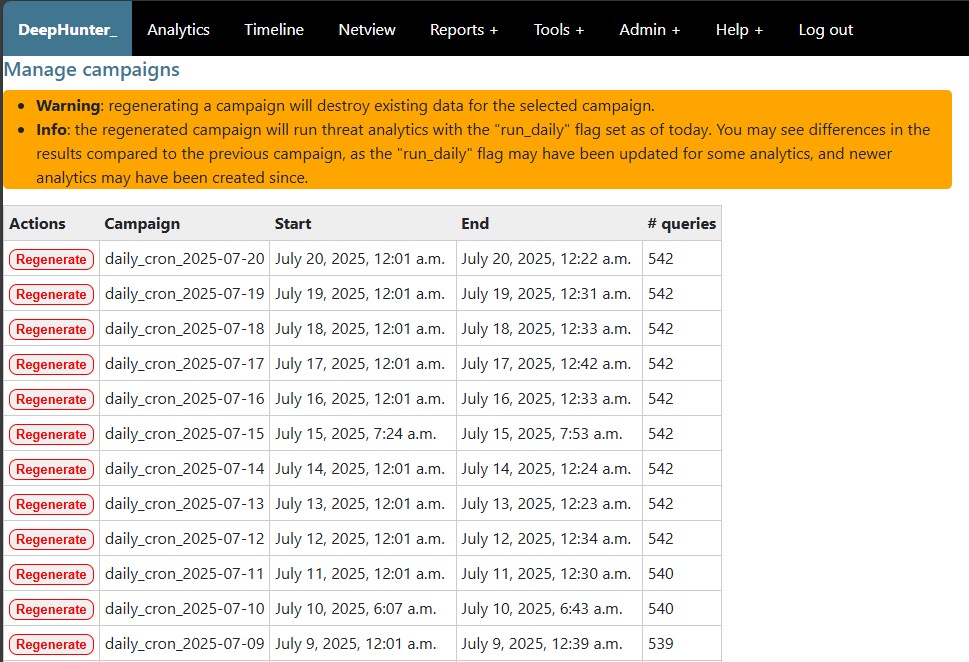 DeepHunter_ Analytics Timeline Netview Reports + Tools + Admin + Help + Log out
Manage campaigns
• Warning: regenerating a campaign will destroy existing data for the selected campaign.
• Info: the regenerated campaign will run threat analytics with the "run_daily" flag set as of today. You may see differences in the
results compared to the previous campaign, as the "run_daily" flag may have been updated for some analytics, and newer
analytics may have been created since.
Actions Campaign Start End # queries
Regenerate daily_cron_2025-07-20 July 20, 2025, 12:01 a.m. July 20, 2025, 12:22 a.m. 542
Regenerate daily_cron_2025-07-19 July 19, 2025, 12:01 a.m. July 19, 2025, 12:31 a.m. 542
Regenerate daily_cron_2025-07-18 July 18, 2025, 12:01 a.m. July 18, 2025, 12:33 a.m. 542
Regenerate daily_cron_2025-07-17 July 17, 2025, 12:01 a.m. July 17, 2025, 12:42 a.m. 542
Regenerate daily_cron_2025-07-16 July 16, 2025, 12:01 a.m. July 16, 2025, 12:33 a.m. 542
Regenerate daily_cron_2025-07-15 July 15, 2025, 7:24 a.m. July 15, 2025, 7:53 a.m. 542
Regenerate daily_cron_2025-07-14 July 14, 2025, 12:01 a.m. July 14, 2025, 12:24 a.m. 542
Regenerate daily_cron_2025-07-13 July 13, 2025, 12:01 a.m. July 13, 2025, 12:23 a.m. 542
Regenerate daily_cron_2025-07-12 July 12, 2025, 12:01 a.m. July 12, 2025, 12:34 a.m. 542
Regenerate daily_cron_2025-07-11 July 11, 2025, 12:01 a.m. July 11, 2025, 12:30 a.m. 540
Regenerate daily_cron_2025-07-10 July 10, 2025, 6:07 a.m. July 10, 2025, 6:43 a.m. 540
Regenerate daily_cron_2025-07-09 July 9, 2025, 12:01 a.m. July 9, 2025, 12:39 a.m. 539